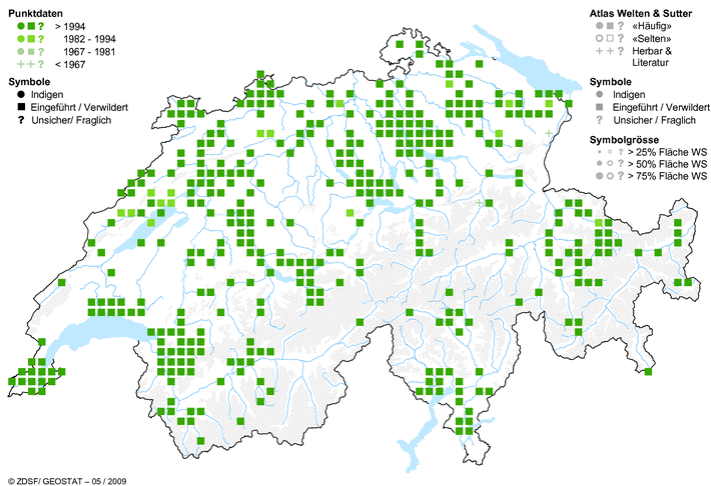 Punktdaten
? > 1994
? 1982 - 1994
? 1967 - 1981
++? < 1967
Symbole
Indigen
Eingeführt / Verwildert
? Unsicher / Fraglich
Atlas Welten & Sutter
? «Häufig»
? «Selten»
++? Herbar &
Literatur
Symbole
Indigen
Eingeführt / Verwildert
? Unsicher / Fraglich
Symbolgrösse
? > 25% Fläche WS
? > 50% Fläche WS
? > 75% Fläche WS
© ZDSF/ GEOSTAT – 05 / 2009